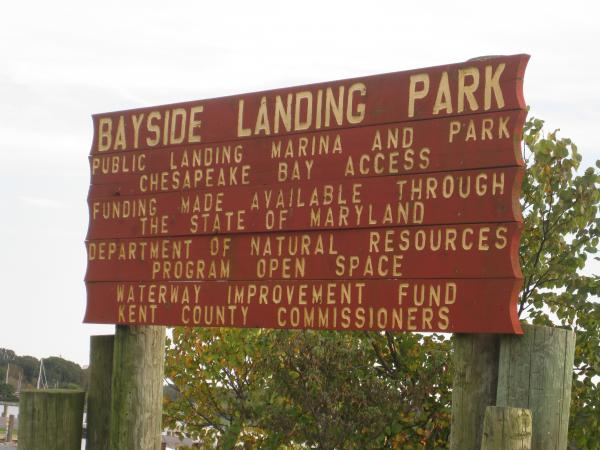 BAYSIDE LANDING PARK
PUBLIC LANDING MARINA AND PARK
CHESAPEAKE BAY ACCESS
FUNDING MADE AVAILABLE THROUGH
THE STATE OF MARYLAND
DEPARTMENT OF NATURAL RESOURCES
PROGRAM OPEN SPACE
WATERWAY IMPROVEMENT FUND
KENT COUNTY COMMISSIONERS